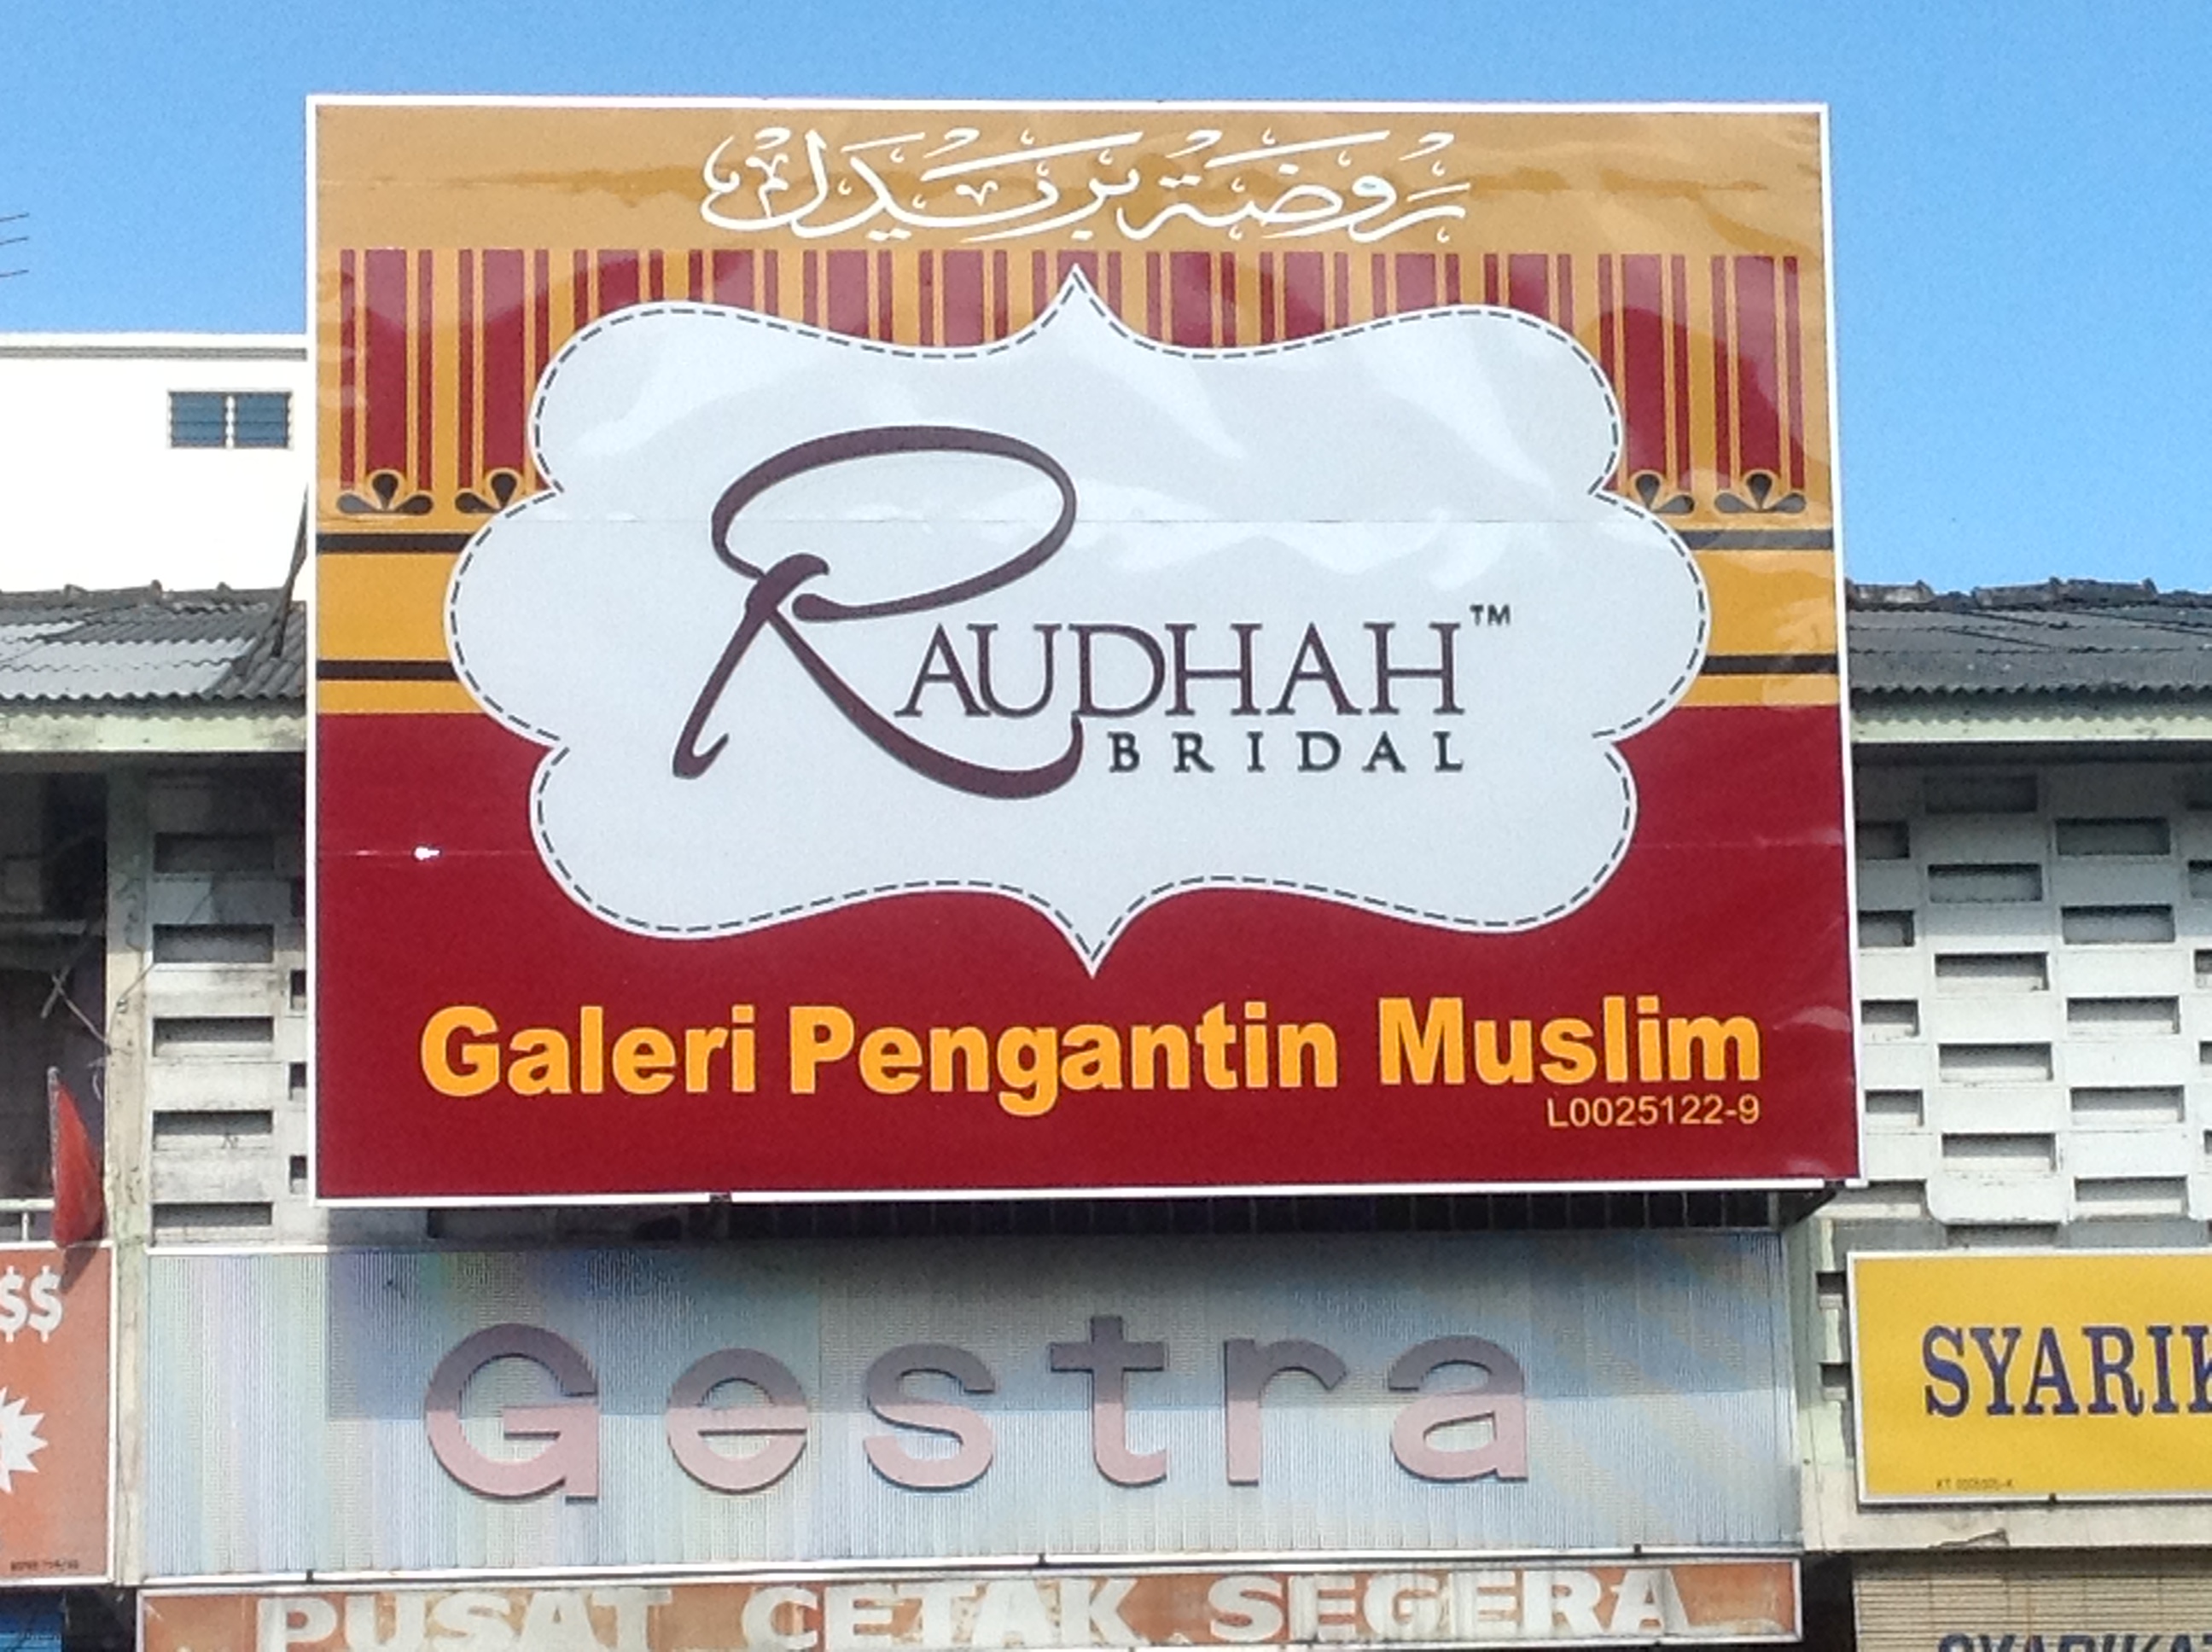 روضة بريدل
RAUDHAH™
BRIDAL
Galeri Pengantin Muslim
L0025122-9
$$
Gestra
SYARIK
PUSAT CETAK SEGERA